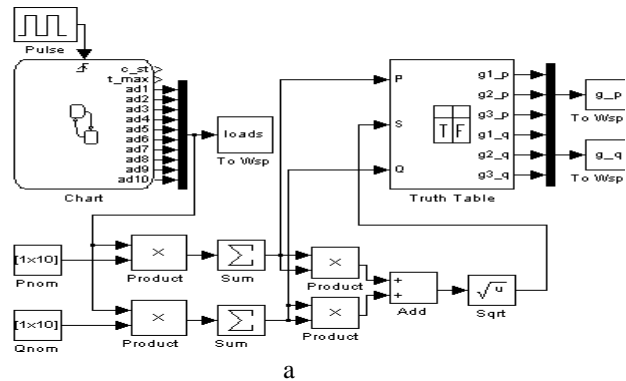 Pulse
c_st
t_max
ad1
ad2
ad3
ad4
ad5
ad6
ad7
ad8
ad9
ad10
Chart
loads
To Wsp
P
S
Q
T F
g1_p
g2_p
g3_p
g1_q
g2_q
g3_q
Truth Table
g_p
To Wsp
g_q
To Wsp
[1x10]
Pnom
×
Product
Σ
Sum
×
Product
+
+
Add
√u
Sqrt
[1x10]
Qnom
×
Product
Σ
Sum
×
Product
a